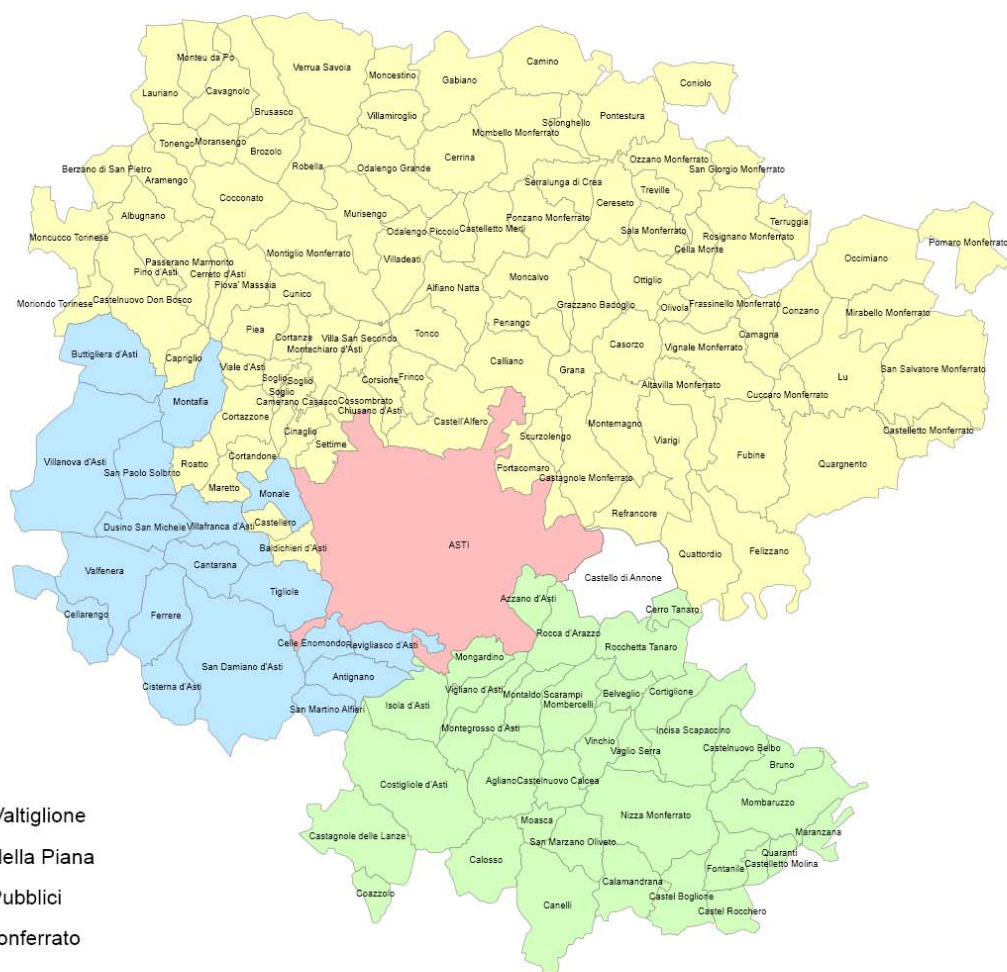 Monteu da Po
Verrua Savoia
Moncestino
Gabiano
Camino
Coniolo
Lauriano
Cavagnolo
Brusasco
Villamiroglio
Solonghello
Pontestura
Mombello Monferrato
Tonengo
Moransengo
Brozolo
Robella
Odalengo Grande
Cerrina
Ozzano Monferrato
San Giorgio Monferrato
Berzano di San Pietro
Aramengo
Serralunga di Crea
Treville
Cocconato
Cereseto
Albugnano
Murisengo
Ponzano Monferrato
Terruggia
Odalengo Piccolo
Castelletto Merli
Sala Monferrato
Rosignano Monferrato
Moncucco Torinese
Cella Monte
Pomaro Monferrato
Montiglio Monferrato
Villadeati
Occimiano
Passerano Marmorito
Pino d'Asti
Cerreto d'Asti
Moncalvo
Piova' Massaia
Ottiglio
Alfiano Natta
Cunico
Moriondo Torinese
Castelnuovo Don Bosco
Grazzano Badoglio
Olivola
Frassinello Monferrato
Conzano
Mirabello Monferrato
Piea
Penango
Cortanze
Villa San Secondo
Tonco
Camagna
Montechiaro d'Asti
Casorzo
Vignale Monferrato
Buttigliera d'Asti
Capriglio
Calliano
Viale d'Asti
Grana
San Salvatore Monferrato
Soglio
Soglio
Corsione
Frinco
Lu
Soglio
Altavilla Monferrato
Montafia
Camerano Casasco
Cossombrato
Cuccaro Monferrato
Cortazzone
Chiusano d'Asti
Castell'Alfero
Montemagno
Castelletto Monferrato
Cinaglio
Scurzolengo
Viarigi
Settime
Fubine
Cortandone
Villanova d'Asti
Roatto
Portacomaro
San Paolo Solbrito
Castagnole Monferrato
Quargnento
Maretto
Monale
Refrancore
Castellero
Dusino San Michele
Villafranca d'Asti
ASTI
Baldichieri d'Asti
Quattordio
Felizzano
Cantarana
Valfenera
Castello di Annone
Tigliole
Azzano d'Asti
Cellarengo
Ferrere
Cerro Tanaro
Rocca d'Arazzo
Celle Enomondo
Revigliasco d'Asti
Rocchetta Tanaro
Mongardino
San Damiano d'Asti
Antignano
Cisterna d'Asti
Vigliano d'Asti
Montaldo Scarampi
Belveglio
Cortiglione
Isola d'Asti
Mombercelli
San Martino Alfieri
Montegrosso d'Asti
Incisa Scapaccino
Vinchio
Vaglio Serra
Castelnuovo Belbo
Bruno
Costigliole d'Asti
Agliano
Castelnuovo Calcea
Mombaruzzo
Valtiglione
Nizza Monferrato
Moasca
Maranzana
Castagnole delle Lanze
San Marzano Oliveto
Quaranti
della Piana
Calosso
Castelletto Molina
Fontanile
Calamandrana
Coazzolo
Castel Boglione
Pubblici
Canelli
Castel Rocchero
onferrato